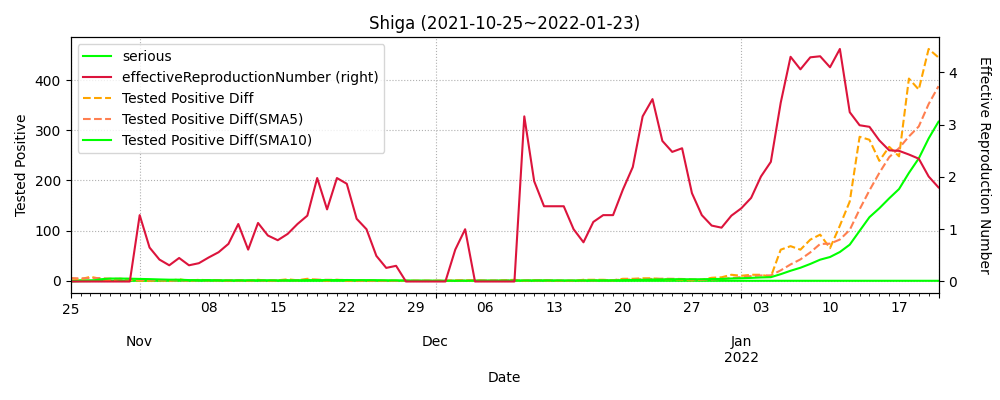 Shiga (2021-10-25~2022-01-23)
serious
effectiveReproductionNumber (right)
Tested Positive Diff
Tested Positive Diff(SMA5)
Tested Positive Diff(SMA10)
Tested Positive
400
300
200
100
0
Effective Reproduction Number
4
3
2
1
0
25 08 15 22 29 06 13 20 27 03 10 17
Nov Dec Jan
2022
Date